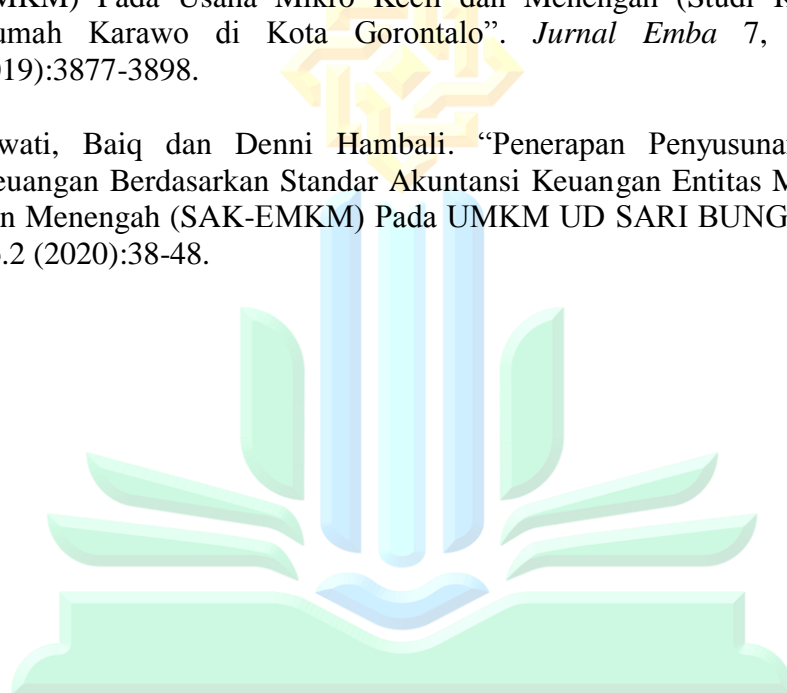 MKM) Pada Usaha Mikro Kecil dan Menengah (Studi K
umah Karawo di Kota Gorontalo”. Jurnal Emba 7,
019):3877-3898.
wati, Baiq dan Denni Hambali. “Penerapan Penyusuna
euangan Berdasarkan Standar Akuntansi Keuangan Entitas M
n Menengah (SAK-EMKM) Pada UMKM UD SARI BUNG
o.2 (2020):38-48.